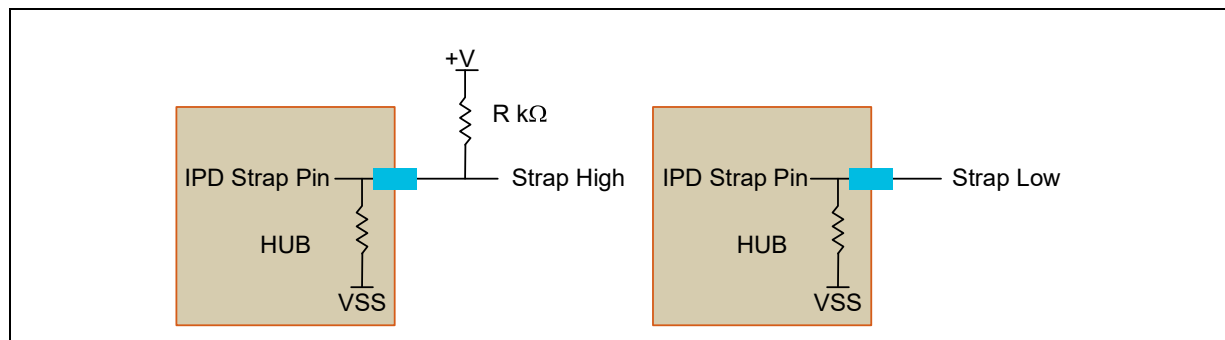 +V
R kΩ
IPD Strap Pin
Strap High
HUB
VSS
IPD Strap Pin
Strap Low
HUB
VSS